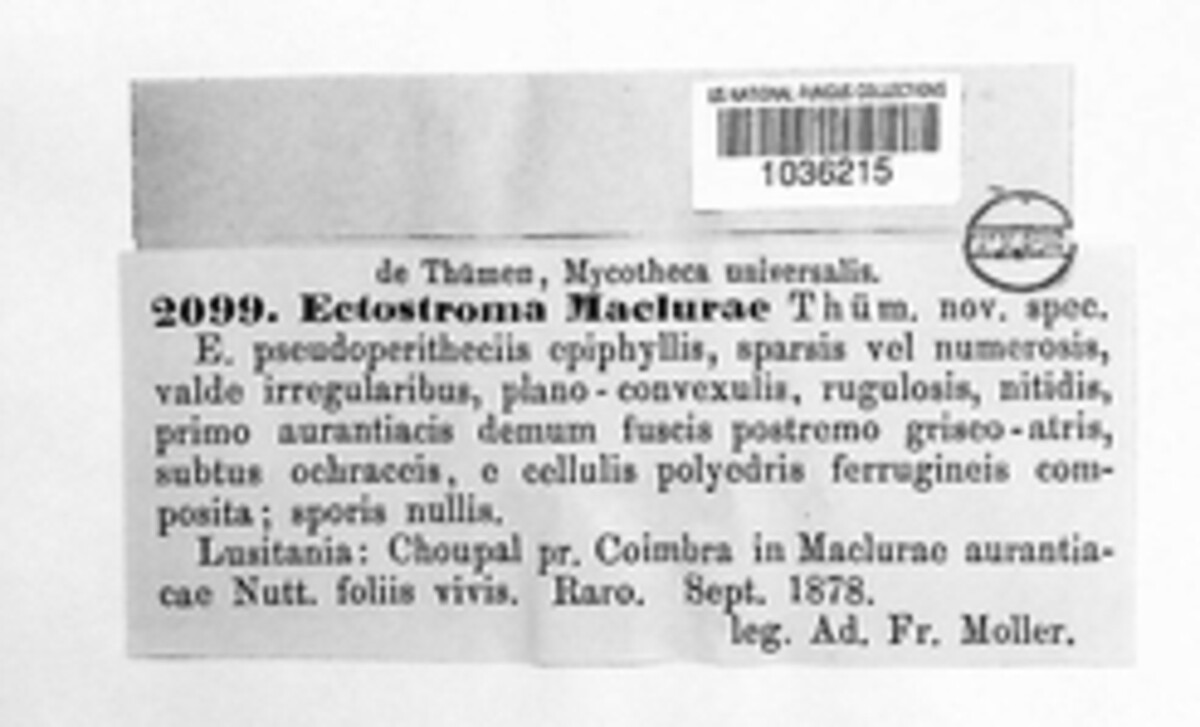 US NATIONAL FUNGUS COLLECTIONS
1036215
de Thümen, Mycotheca universalis.
2099. Ectostroma Maclurae Thüm. nov. spec.
E. pseudoperitheciis epiphyllis, sparsis vel numerosis,
valde irregularibus, plano-convexulis, rugulosis, nitidis,
primo aurantiacis demum fuscis postremo griseo-atris,
subtus ochraceis, e cellulis polyedris ferrugineis com-
posita; sporis nullis.
Lusitania: Choupal pr. Coimbra in Maclurae aurantia-
cae Nutt. foliis vivis. Raro. Sept. 1878.
leg. Ad. Fr. Moller.